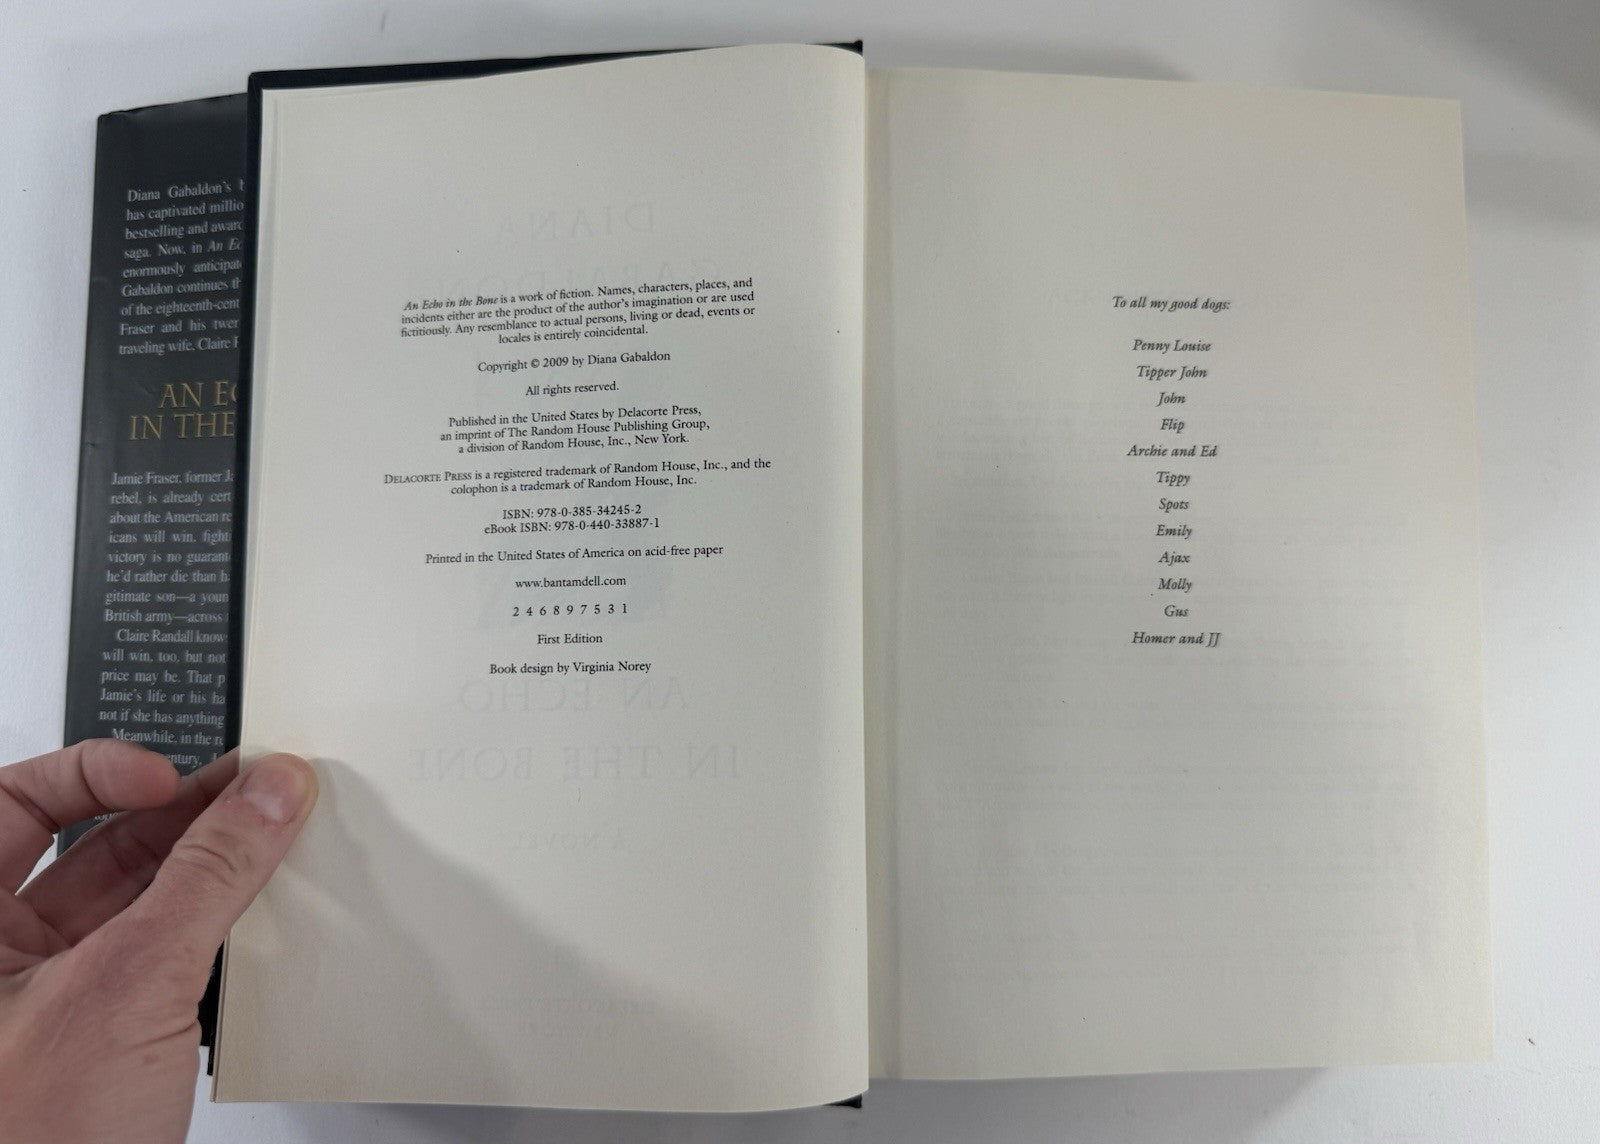 Diana Gabaldon's
has captivated millio
bestselling and award
saga. Now, in An Ec
enormously anticipat
Gabaldon continues th
of the eighteenth-cent
Fraser and his
traveling wife, Claire F
AN EC
IN THE
Jamie Fraser, former Ja
rebel, is already cert
about the American re
icans will win, fight
victory is no guarant
he'd rather die than h
gitimate son—a youn
British army—across
Claire Randall know
will win, too, but not
price may be. That p
Jamie's life or his ha
not if she has anything
Meanwhile, in the re
entury,
An Echo in the Bone is a work of fiction. Names, characters, places, and
incidents either are the product of the author's imagination or are used
fictitiously. Any resemblance to actual persons, living or dead, events or
locales is entirely coincidental.
Copyright © 2009 by Diana Gabaldon
All rights reserved.
Published in the United States by Delacorte Press,
an imprint of The Random House Publishing Group,
a division of Random House, Inc., New York.
DELACORTE PRESS is a registered trademark of Random House, Inc., and the
colophon is a trademark of Random House, Inc.
ISBN: 978-0-385-34245-2
eBook ISBN: 978-0-440-33887-1
Printed in the United States of America on acid-free paper
www.bantamdell.com
2 4 6 8 9 7 5 3 1
First Edition
Book design by Virginia Norey
To all my good dogs:
Penny Louise
Tipper John
John
Flip
Archie and Ed
Tippy
Spots
Emily
Ajax
Molly
Gus
Homer and JJ